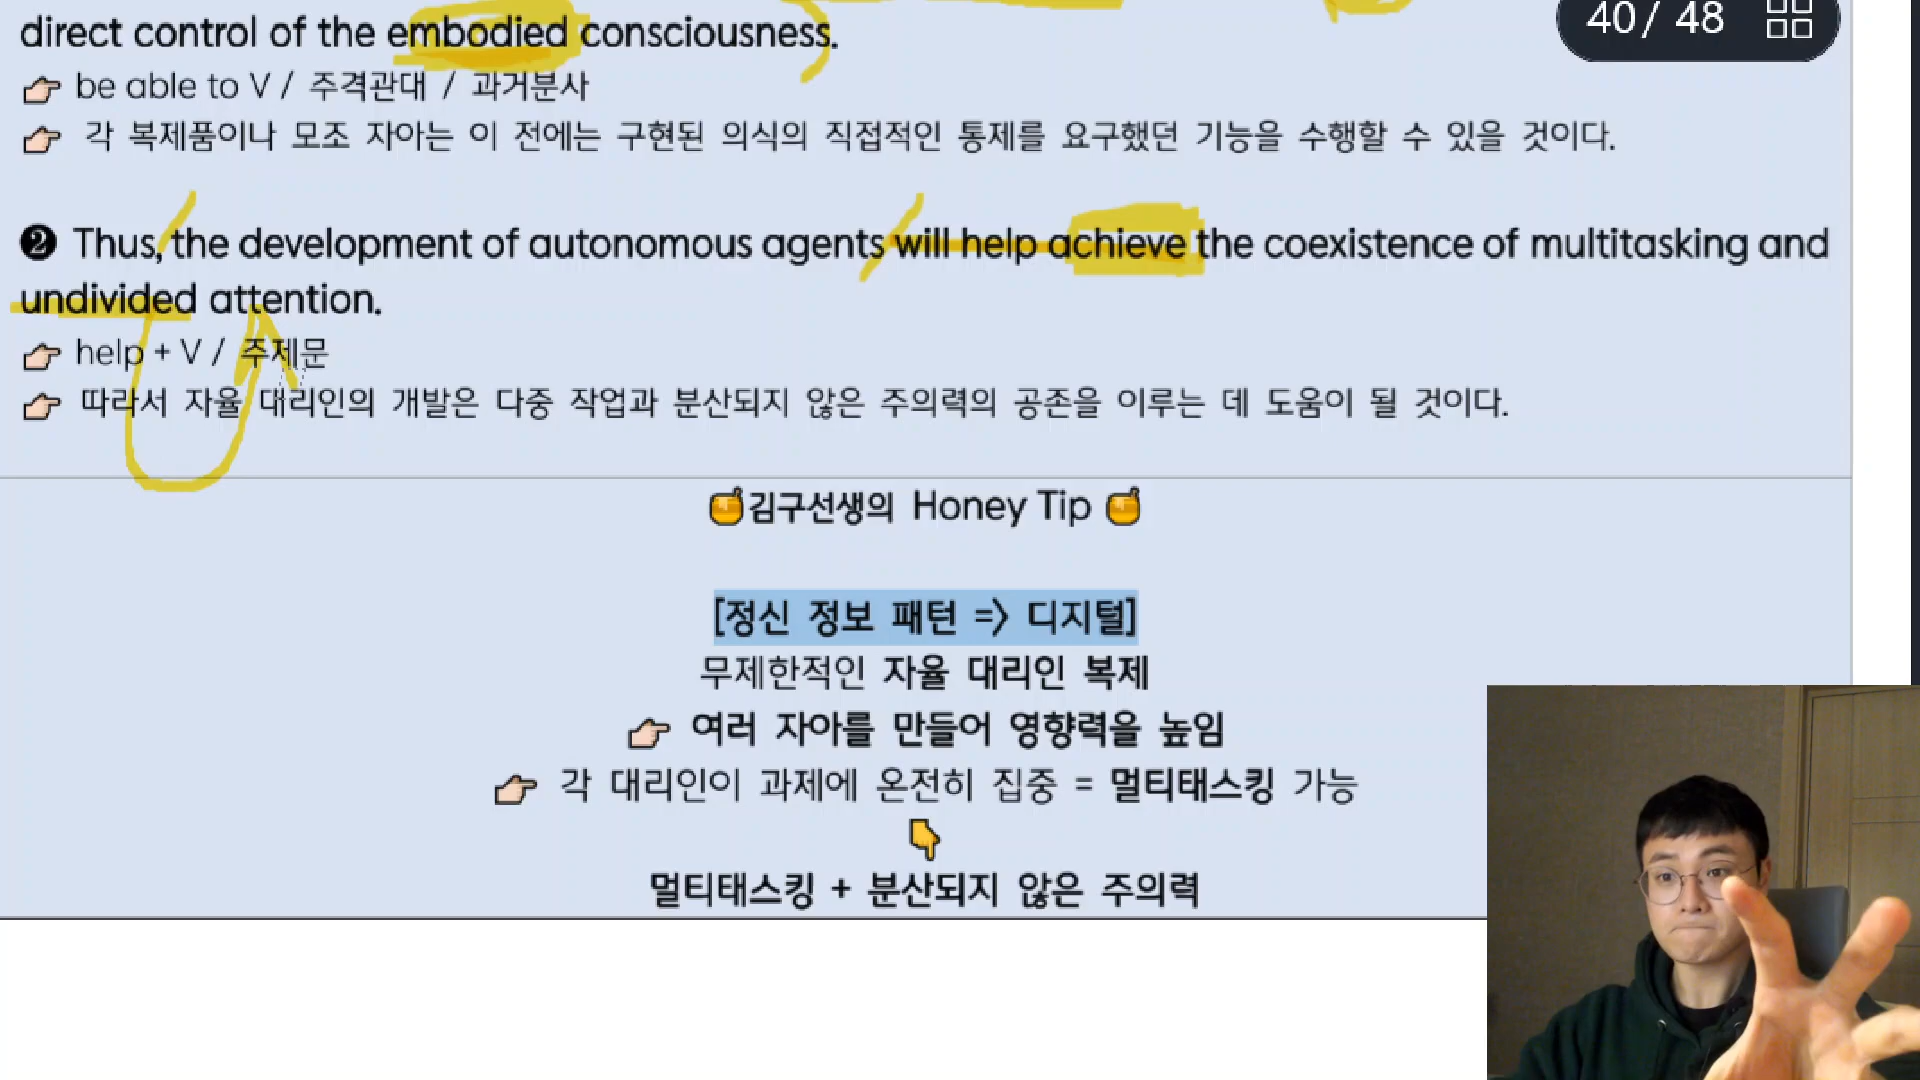 direct control of the embodied consciousness.
40 / 48
👉 be able to V / 주격관대 / 과거분사
👉 각 복제품이나 모조 자아는 이 전에는 구현된 의식의 직접적인 통제를 요구했던 기능을 수행할 수 있을 것이다.
❷ Thus, the development of autonomous agents will help achieve the coexistence of multitasking and
undivided attention.
👉 help + V / 주제문
👉 따라서 자율 대리인의 개발은 다중 작업과 분산되지 않은 주의력의 공존을 이루는 데 도움이 될 것이다.
🍯김구선생의 Honey Tip 🍯
[정신 정보 패턴 => 디지털]
무제한적인 자율 대리인 복제
👉 여러 자아를 만들어 영향력을 높임
👉 각 대리인이 과제에 온전히 집중 = 멀티태스킹 가능
👇
멀티태스킹 + 분산되지 않은 주의력